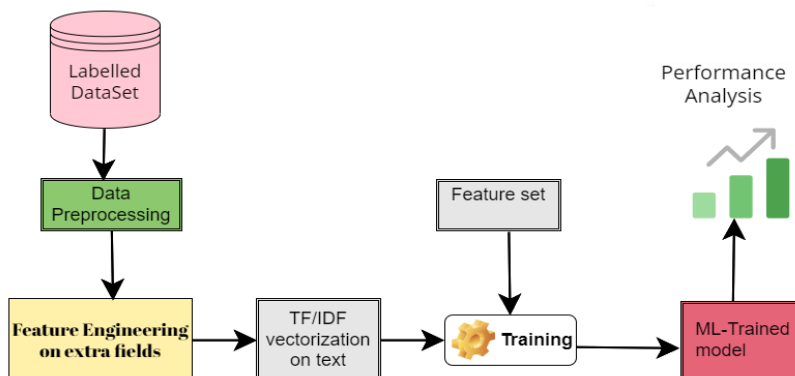 Labelled
DataSet
Data
Preprocessing
Feature Engineering
on extra fields
TF/IDF
vectorization
on text
Feature set
Training
ML-Trained
model
Performance
Analysis